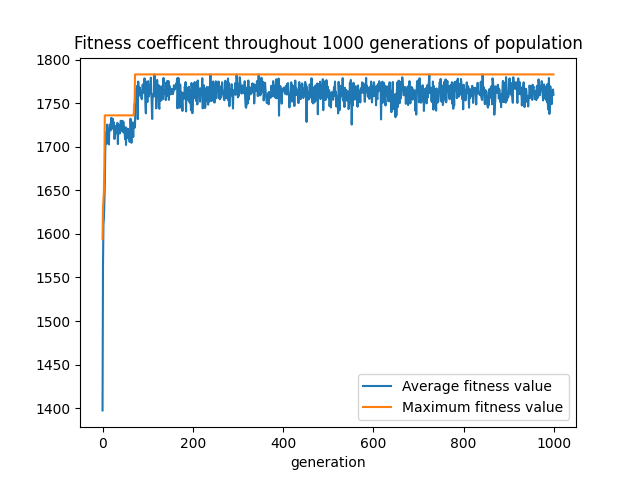 Fitness coefficent throughout 1000 generations of population
1800
1750
1700
1650
1600
1550
1500
1450
1400
0 200 400 600 800 1000
generation
Average fitness value
Maximum fitness value